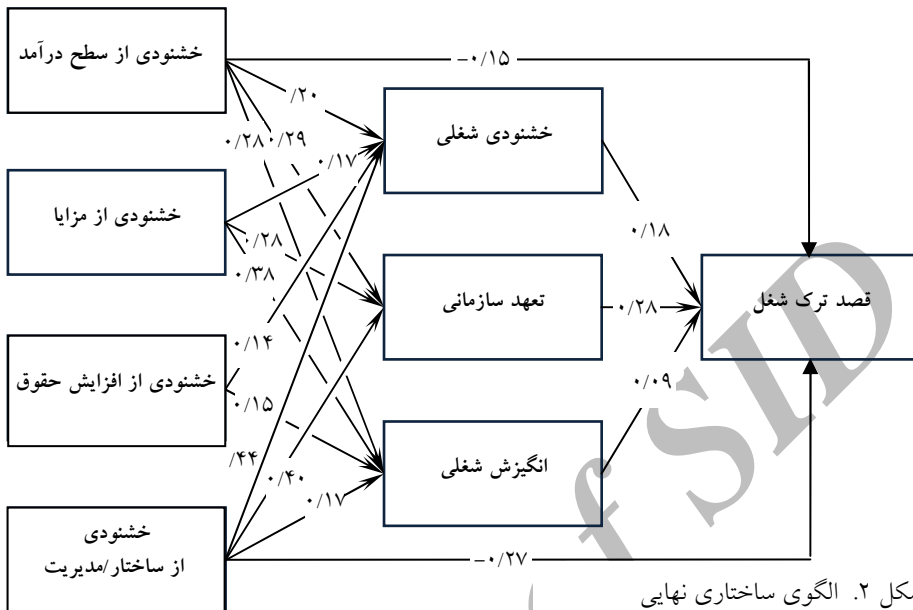 خشنودی از سطح درآمد
-۰/۱۵
/۲۰
خشنودی شغلی
۰/۲۸
۰/۲۹
۰/۱۷
خشنودی از مزایا
۰/۱۸
۰/۲۸
۰/۳۸
تعهد سازمانی
۰/۲۸
قصد ترک شغل
۰/۱۴
خشنودی از افزایش حقوق
۰/۰۹
۰/۱۵
/۴۴
۰/۴۰
انگیزش شغلی
۰/۱۷
خشنودی
از ساختار/مدیریت
-۰/۲۷
f SID
کل ۲. الگوی ساختاری نهایی